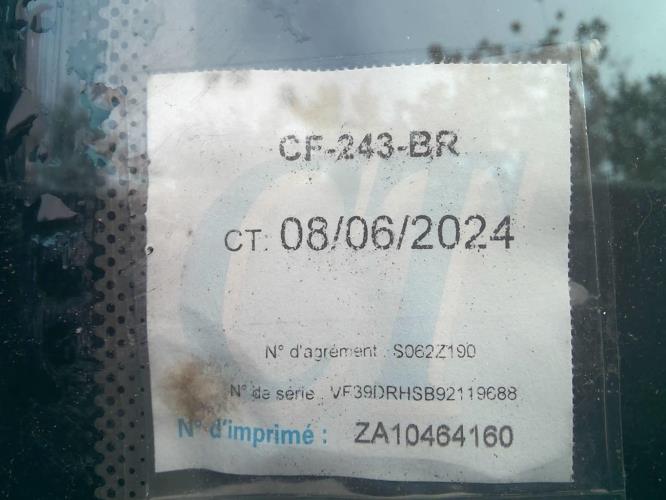 CF-243-BR
CT: 08/06/2024
N° d'agrément : S062Z190
N° de série : VF39DRHSB92119688
N° d'imprimé : ZA10464160